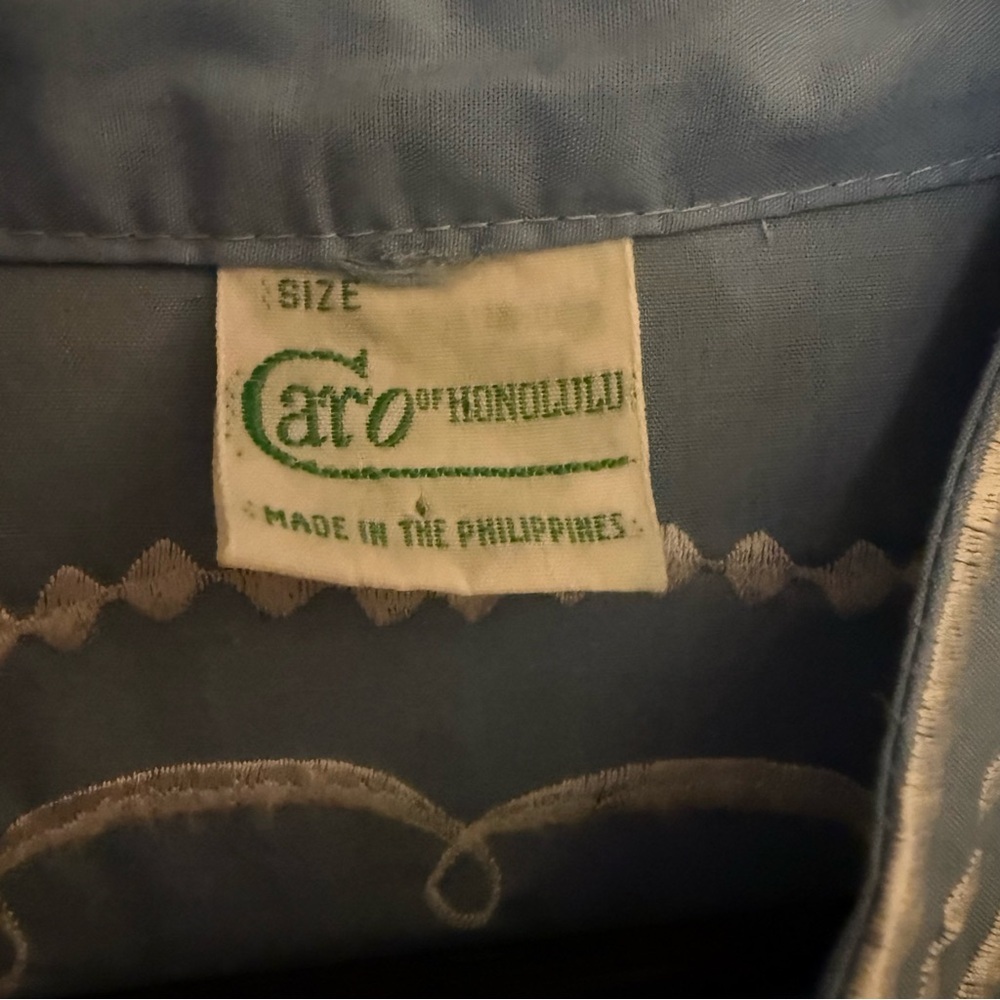 SIZE
Caro OF HONOLULU
MADE IN THE PHILIPPINES